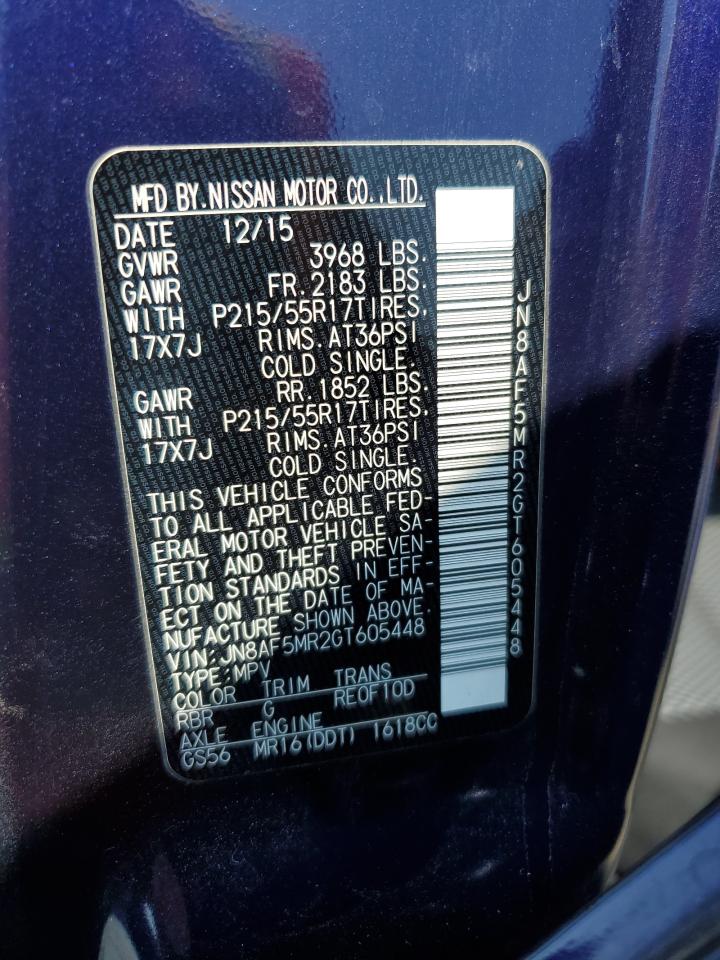 MFD BY.NISSAN MOTOR CO.,LTD.
DATE 12/15
GVWR 3968 LBS.
GAWR FR.2183 LBS.
WITH P215/55R17TIRES,
17X7J RIMS.AT36PSI
COLD SINGLE.
GAWR RR.1852 LBS.
WITH P215/55R17TIRES,
17X7J RIMS.AT36PSI
COLD SINGLE.
THIS VEHICLE CONFORMS
TO ALL APPLICABLE FED-
ERAL MOTOR VEHICLE SA-
FETY AND THEFT PREVEN-
TION STANDARDS IN EFF-
ECT ON THE DATE OF MA-
NUFACTURE SHOWN ABOVE.
VIN:JN8AF5MR2GT605448
TYPE:MPV
COLOR TRIM TRANS
RBR G RE0F10D
AXLE ENGINE
GS56 MR16(DDT) 1618CC
JN8AF5MR2GT605448